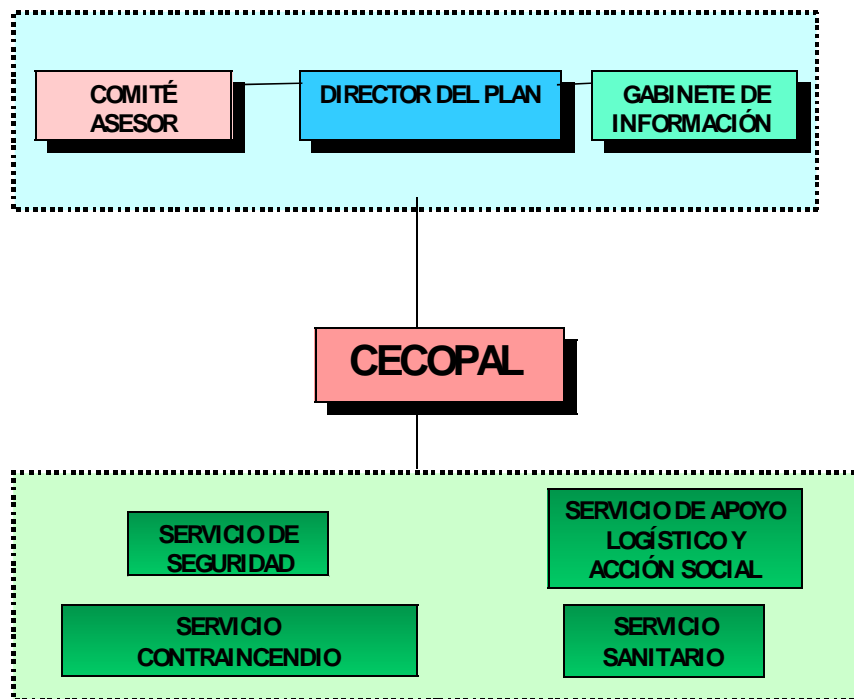 COMITÉ
ASESOR
DIRECTOR DEL PLAN
GABINETE DE
INFORMACIÓN
CECOPAL
SERVICIO DE
SEGURIDAD
SERVICIO DE APOYO
LOGÍSTICO Y
ACCIÓN SOCIAL
SERVICIO
CONTRAINCENDIO
SERVICIO
SANITARIO